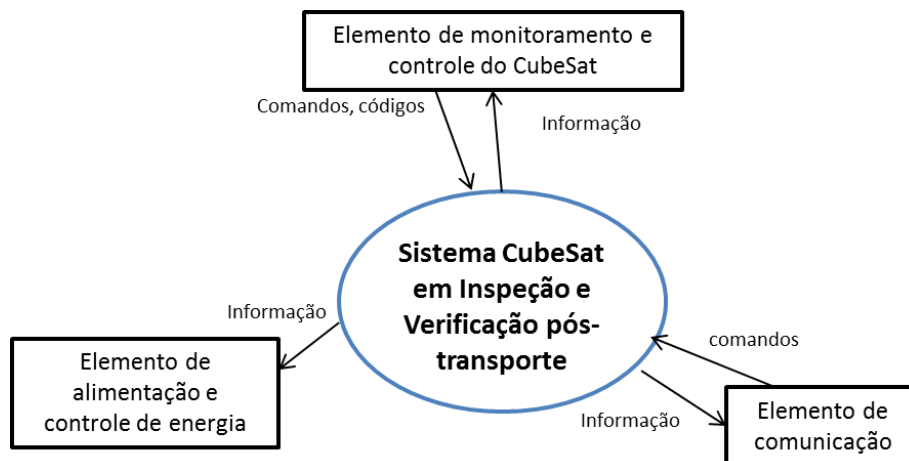 Elemento de monitoramento e
controle do CubeSat
Comandos, códigos
Informação
Sistema CubeSat
em Inspeção e
Verificação pós-
transporte
Informação
Elemento de
alimentação e
controle de energia
comandos
Informação
Elemento de
comunicação